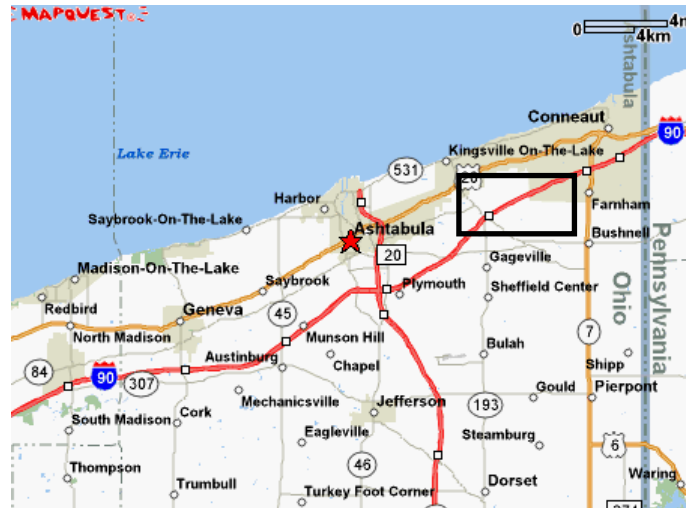 MAPQUEST
0 4m
4km
Ashtabula
Conneaut
90
Lake Erie
Kingsville On-The-Lake
531
20
Harbor
Farnham
Saybrook-On-The-Lake
Ashtabula
Bushnell
20
Gageville
Pennsylvania
Ohio
Madison-On-The-Lake
Saybrook
Plymouth
Sheffield Center
Redbird
Geneva
45
North Madison
Munson Hill
7
84
Austinburg
Chapel
Bulah
Shipp
90
307
Mechanicsville
Jefferson
193
Gould
Pierpont
South Madison
Cork
Eagleville
Steamburg
6
46
Thompson
Trumbull
Turkey Foot Corner
Dorset
Waring